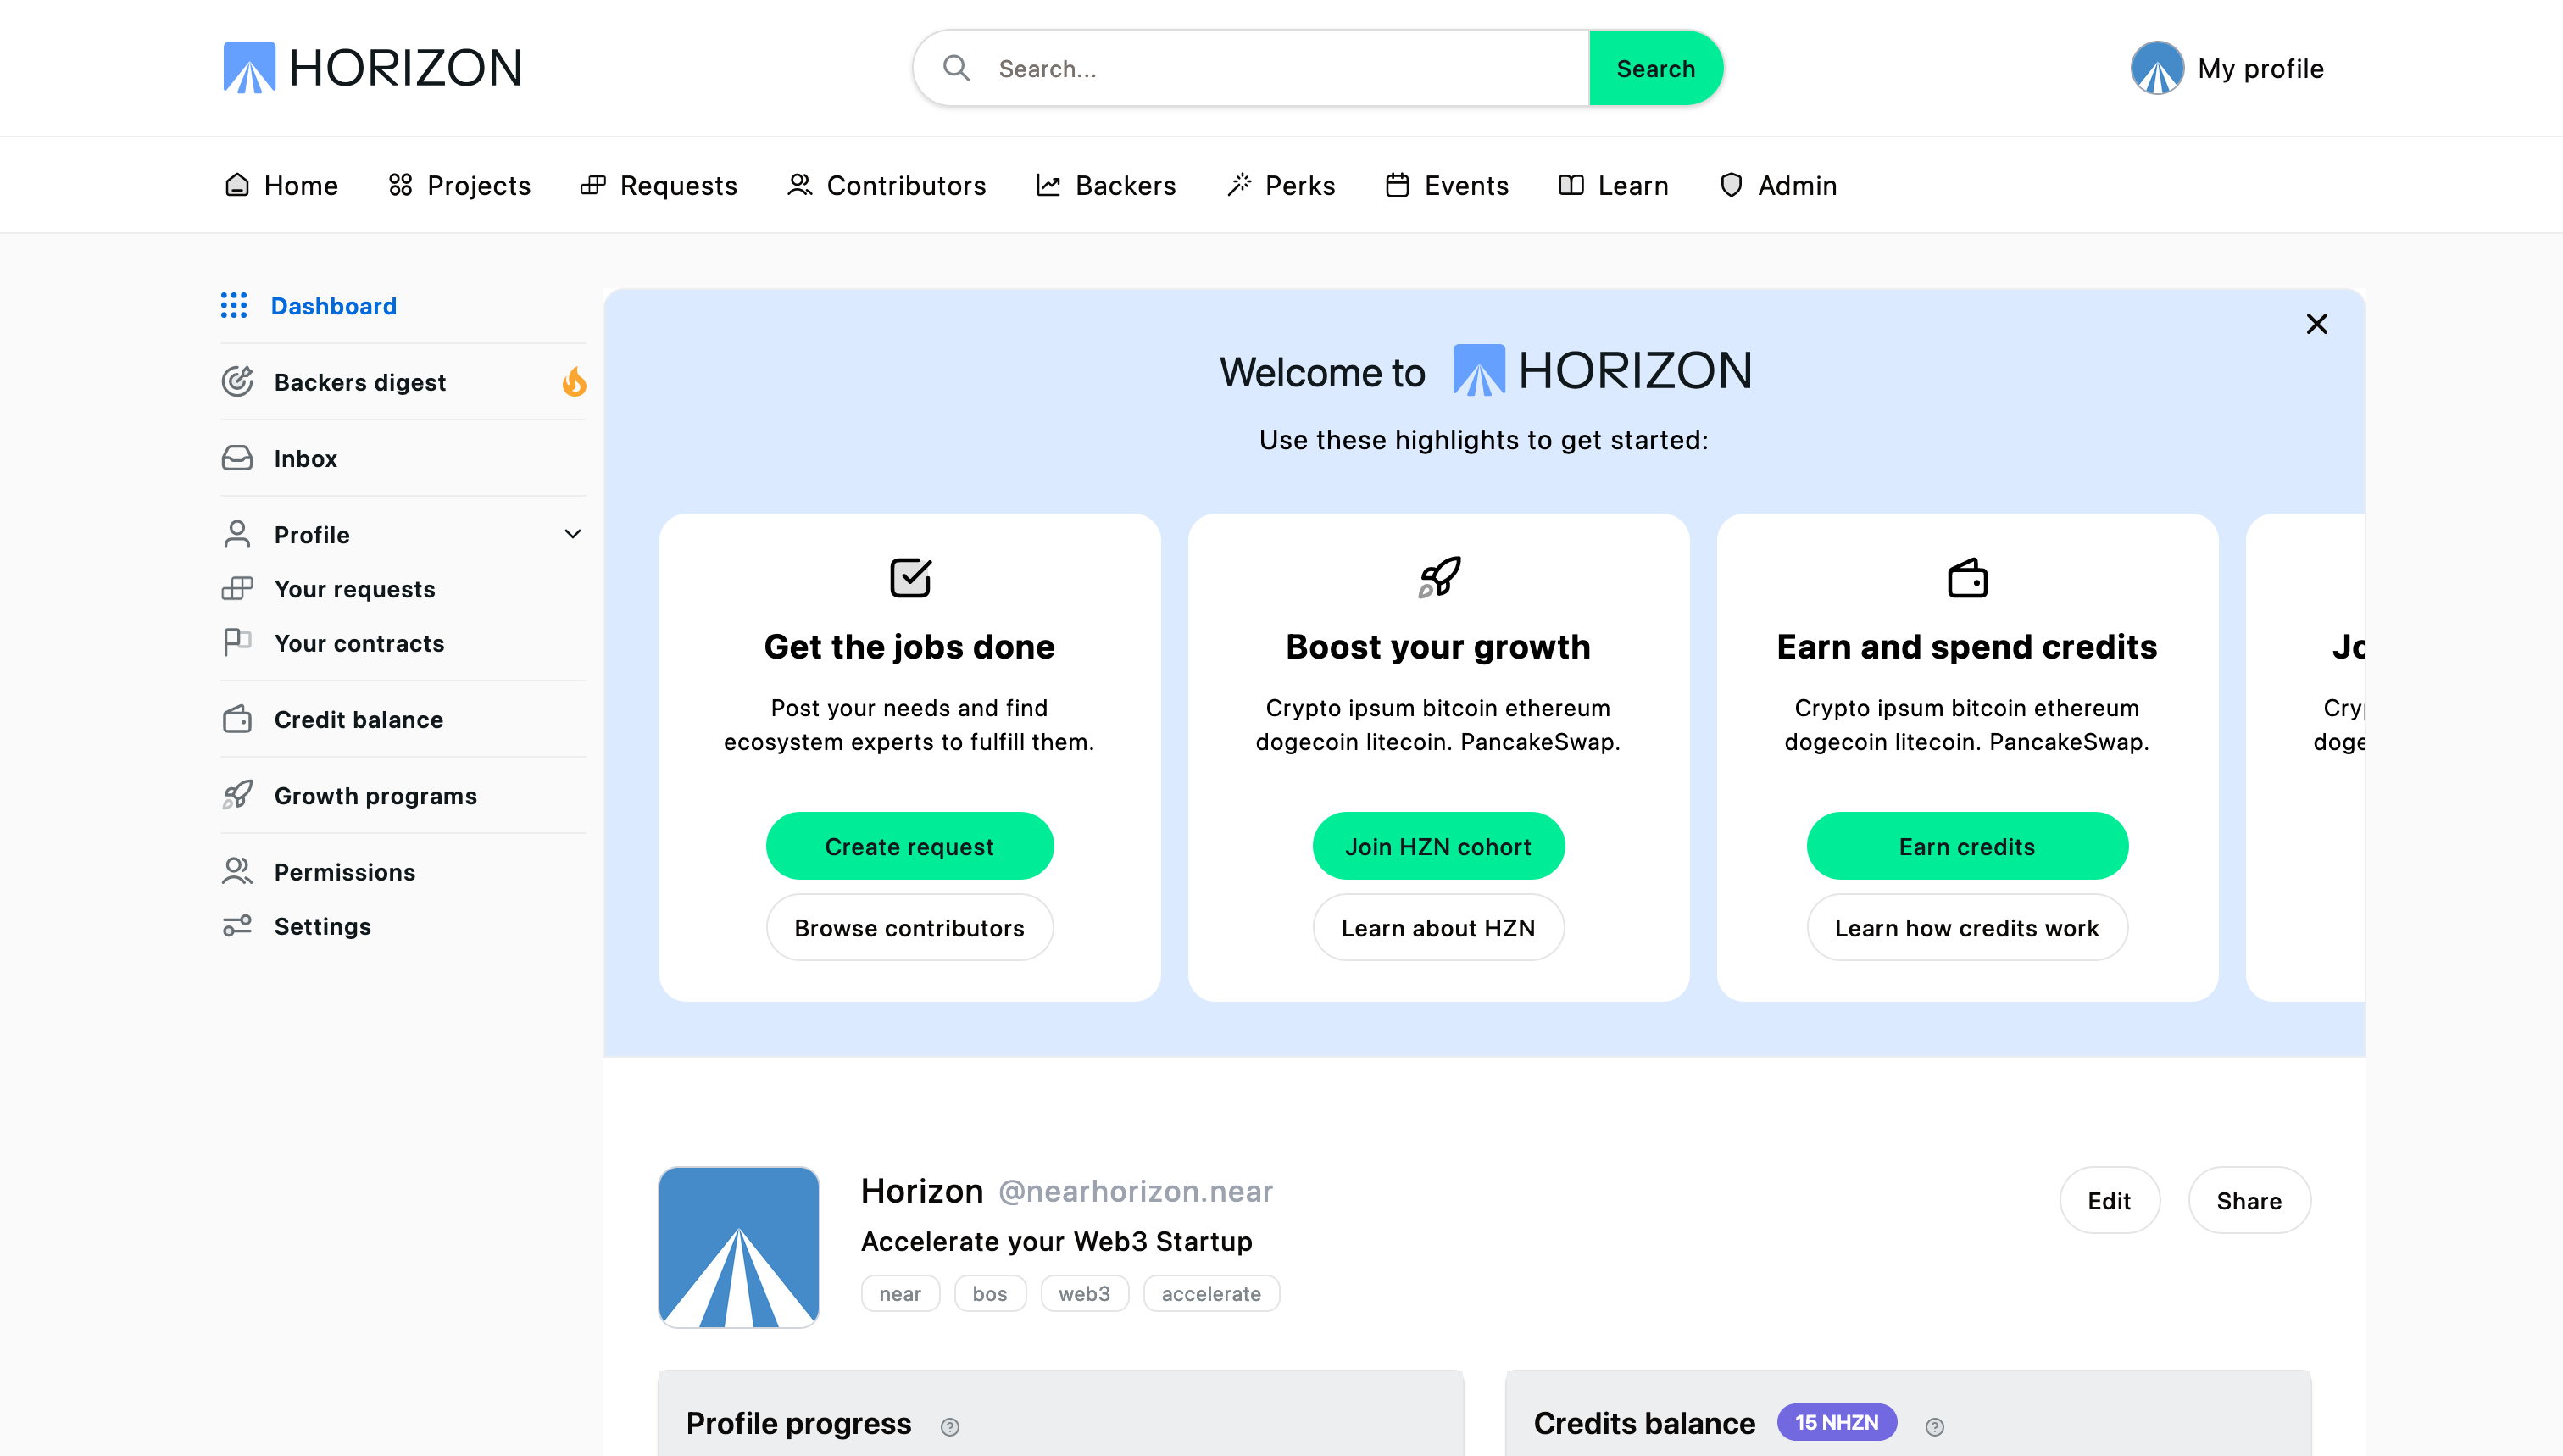 HORIZON
Search...
Search
My profile
Home
Projects
Requests
Contributors
Backers
Perks
Events
Learn
Admin
Dashboard
Backers digest
Inbox
Profile
Your requests
Your contracts
Credit balance
Growth programs
Permissions
Settings
Welcome to HORIZON
Use these highlights to get started:
Get the jobs done
Post your needs and find
ecosystem experts to fulfill them.
Create request
Browse contributors
Boost your growth
Crypto ipsum bitcoin ethereum
dogecoin litecoin. PancakeSwap.
Join HZN cohort
Learn about HZN
Earn and spend credits
Crypto ipsum bitcoin ethereum
dogecoin litecoin. PancakeSwap.
Earn credits
Learn how credits work
Horizon @nearhorizon.near
Accelerate your Web3 Startup
near
bos
web3
accelerate
Edit
Share
Profile progress
Credits balance
15 NHZN